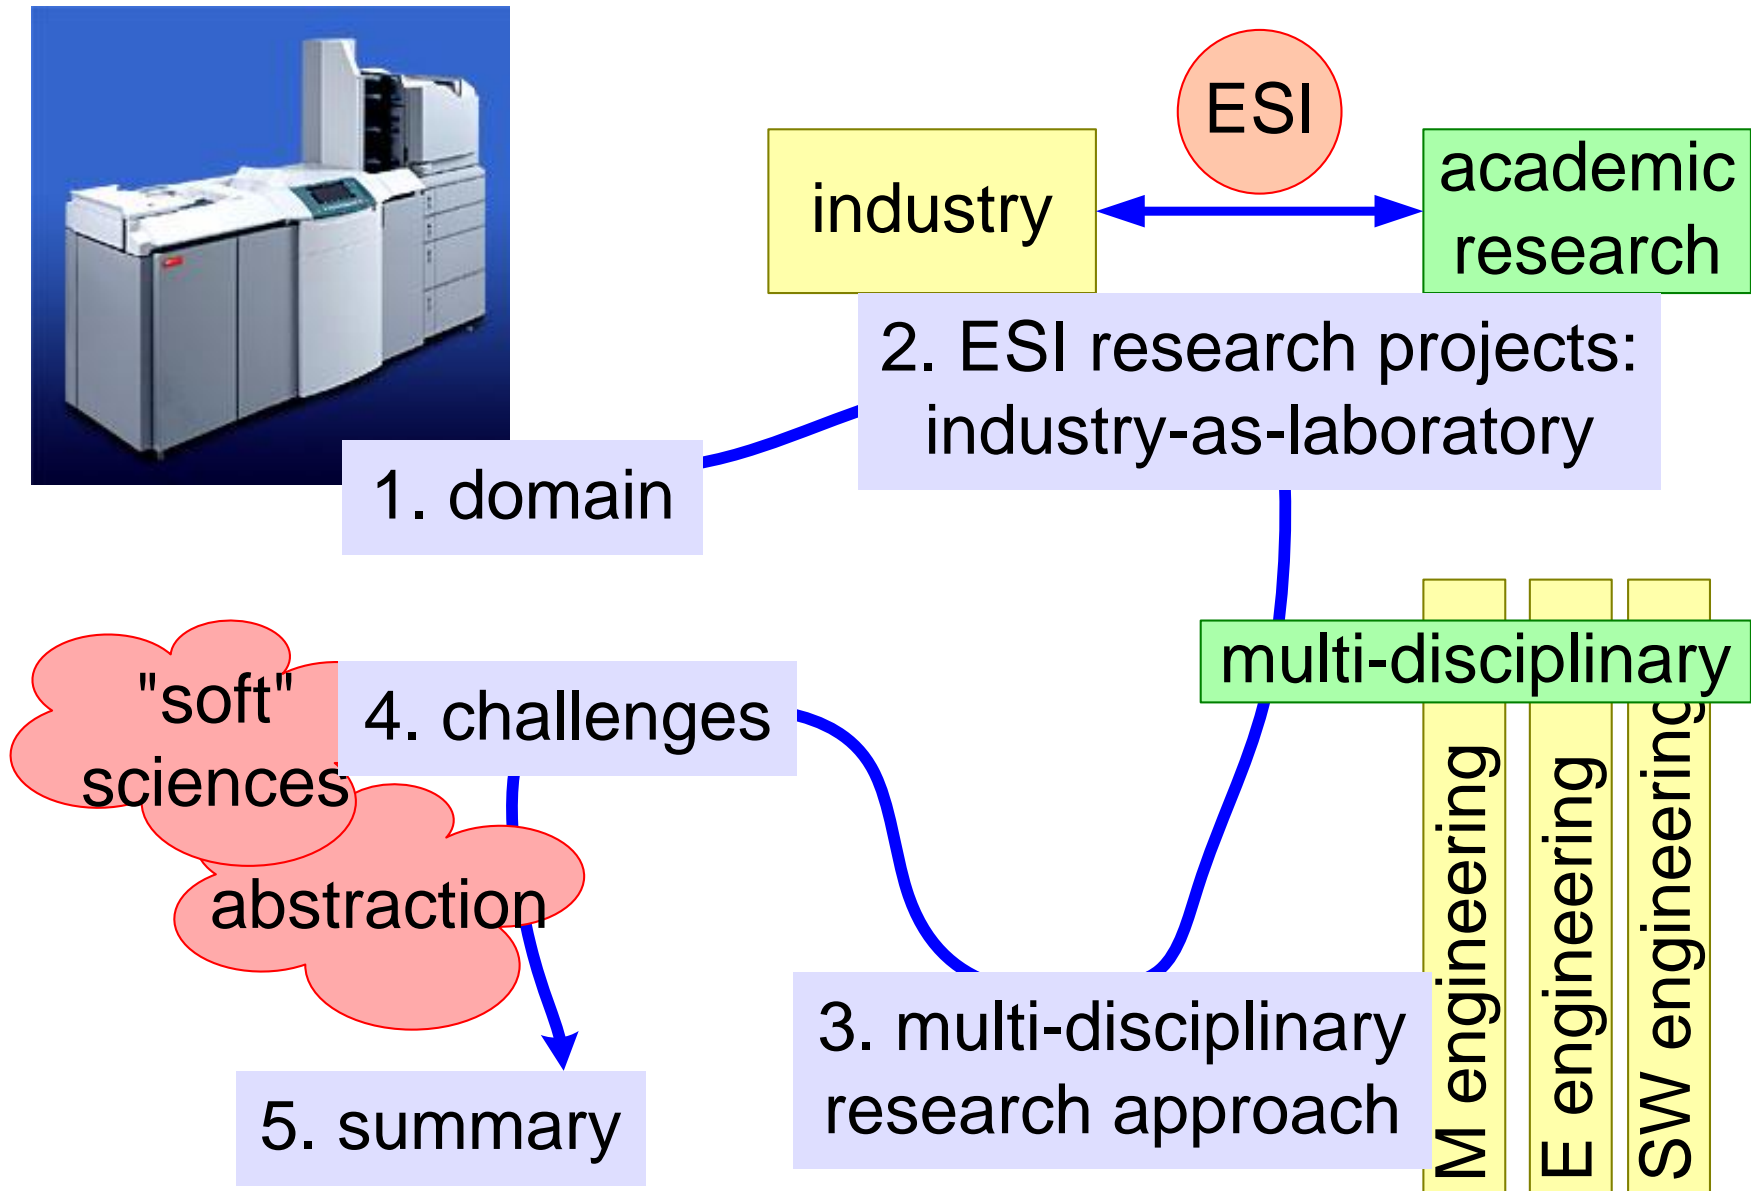 ESI
industry
academic
research
1. domain
2. ESI research projects:
industry-as-laboratory
multi-disciplinary
M engineering
E engineering
SW engineering
3. multi-disciplinary
research approach
4. challenges
"soft"
sciences
abstraction
5. summary